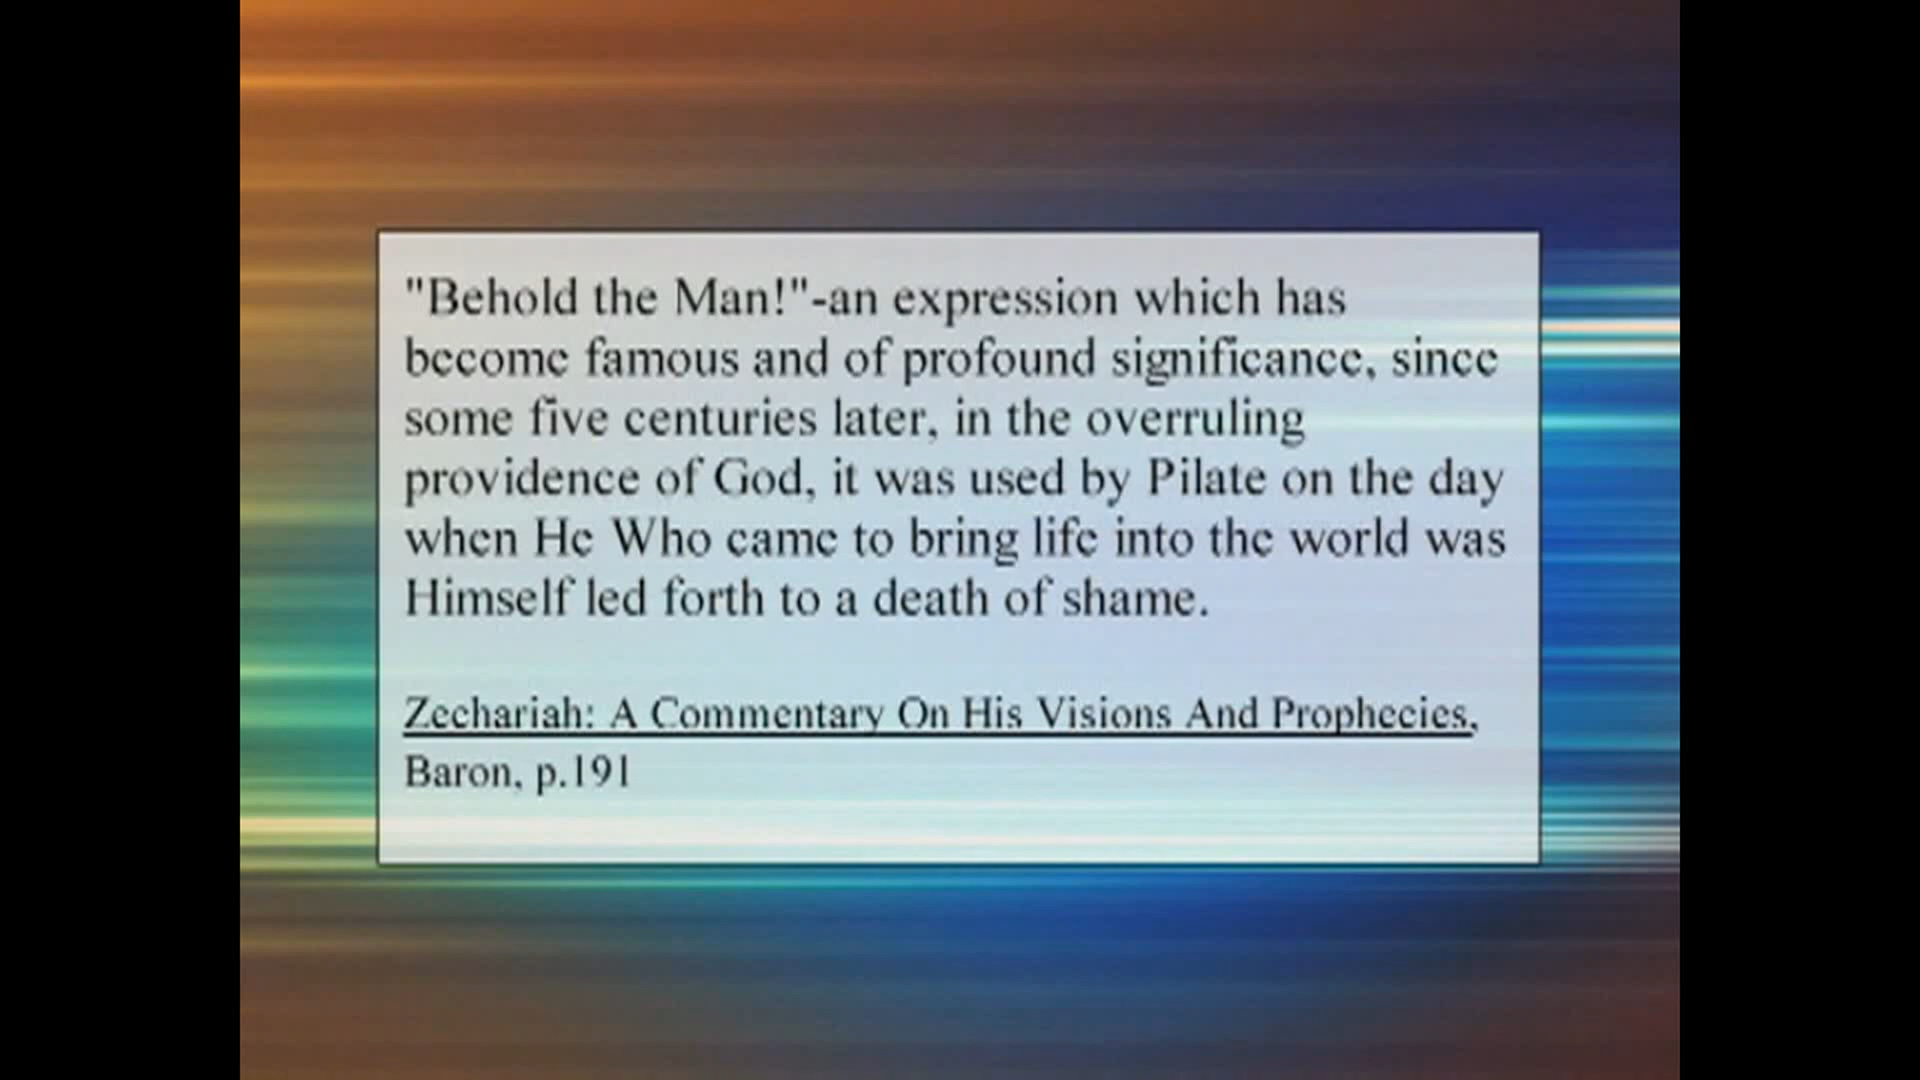 "Behold the Man!"-an expression which has
become famous and of profound significance, since
some five centuries later, in the overruling
providence of God, it was used by Pilate on the day
when He Who came to bring life into the world was
Himself led forth to a death of shame.
Zechariah: A Commentary On His Visions And Prophecies,
Baron, p.191